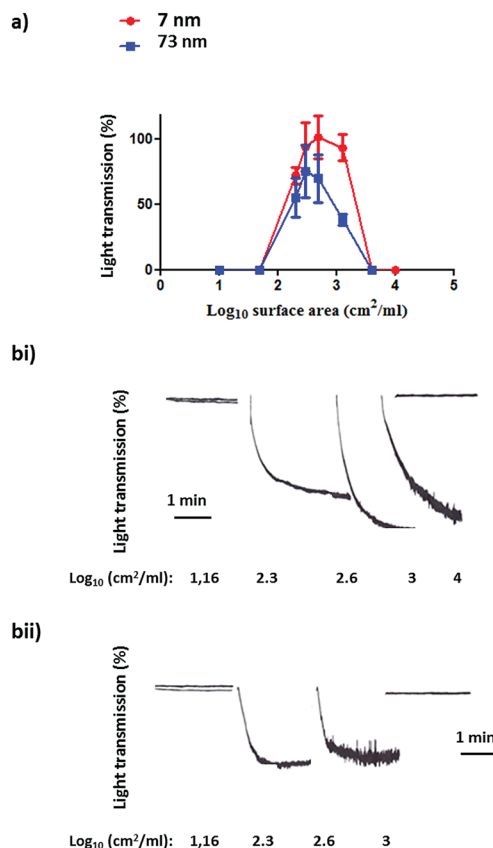 a)
7 nm
73 nm
Light transmission (%)
100
50
0
0 1 2 3 4 5
Log10 surface area (cm2/ml)
bi)
Light transmission (%)
1 min
Log10 (cm2/ml): 1,16 2.3 2.6 3 4
bii)
Light transmission (%)
1 min
Log10 (cm2/ml): 1,16 2.3 2.6 3